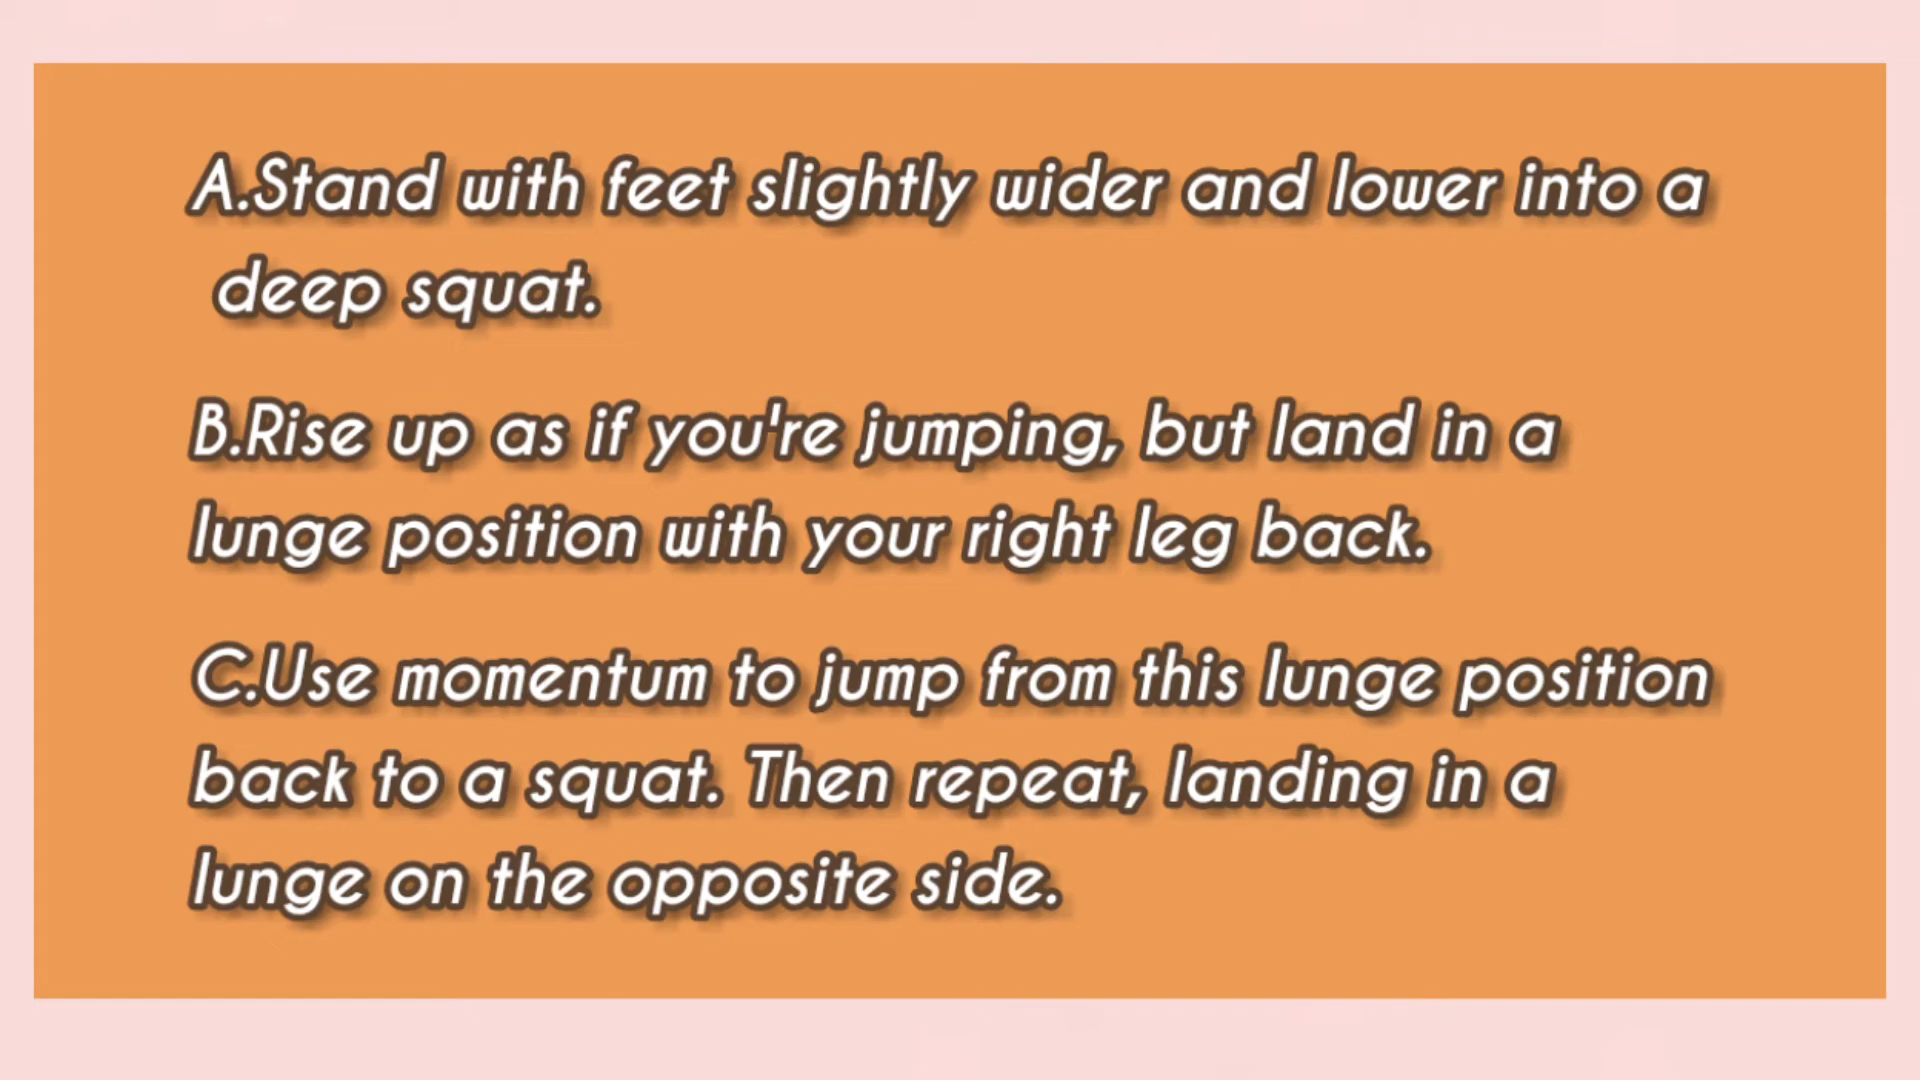 A.Stand with feet slightly wider and lower into a
deep squat.
B.Rise up as if you're jumping, but land in a
lunge position with your right leg back.
C.Use momentum to jump from this lunge position
back to a squat. Then repeat, landing in a
lunge on the opposite side.